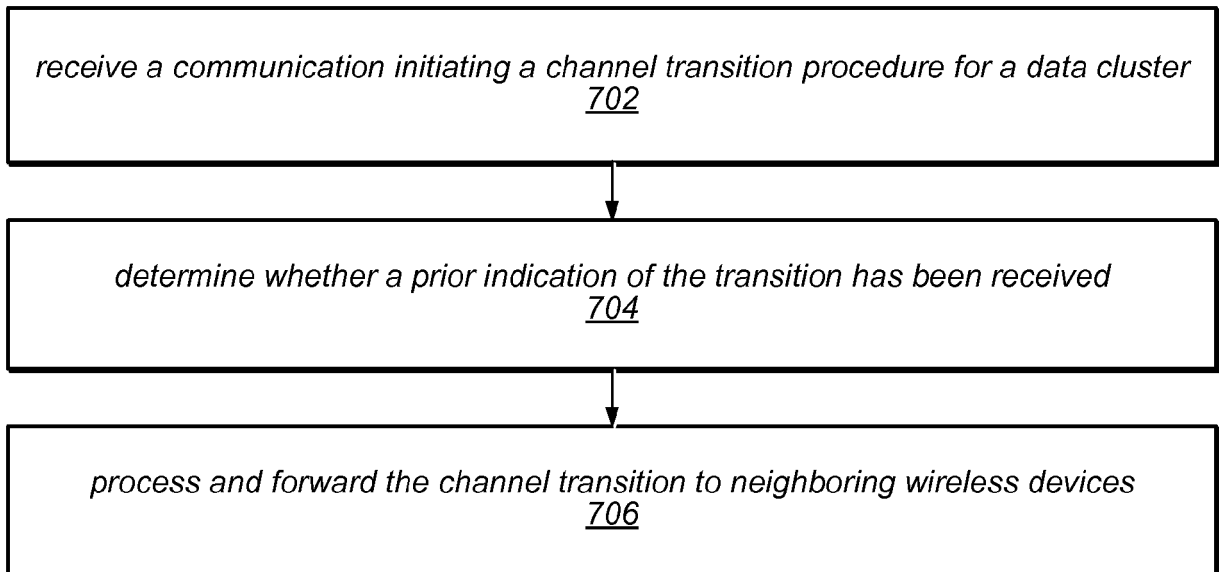 receive a communication initiating a channel transition procedure for a data cluster
702
determine whether a prior indication of the transition has been received
704
process and forward the channel transition to neighboring wireless devices
706